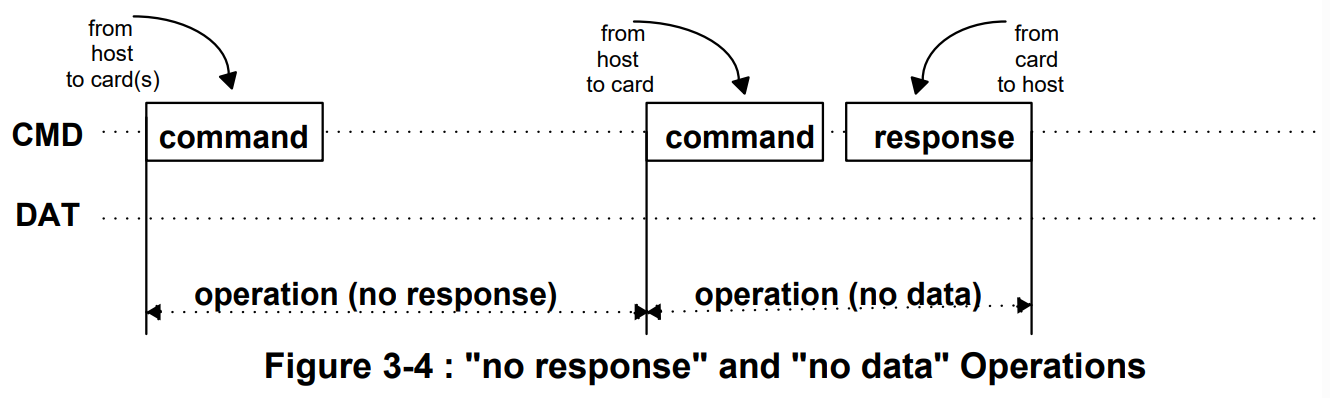 from
host
to card(s)
from
host
to card
from
card
to host
CMD
command
command
response
DAT
operation (no response)
operation (no data)
Figure 3-4 : "no response" and "no data" Operations